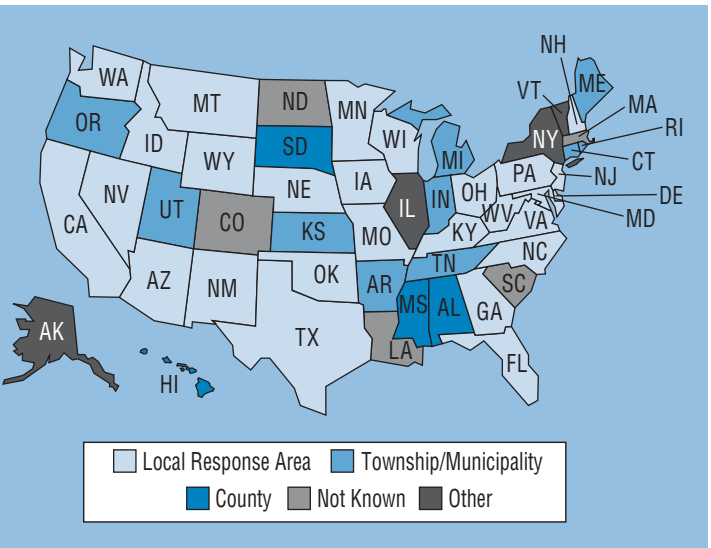 NH
WA
MT
ND
MN
VT
ME
MA
OR
ID
SD
WI
NY
RI
WY
MI
CT
NV
NE
IA
PA
NJ
CA
UT
CO
KS
MO
IL
IN
OH
WV
VA
DE
MD
KY
NC
AZ
NM
OK
AR
TN
SC
MS
AL
GA
AK
TX
LA
FL
HI
Local Response Area Township/Municipality
County Not Known Other